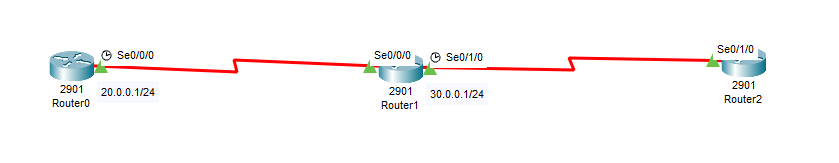 Se0/0/0
2901
Router0
20.0.0.1/24
Se0/0/0
Se0/1/0
2901
Router1
30.0.0.1/24
Se0/1/0
2901
Router2